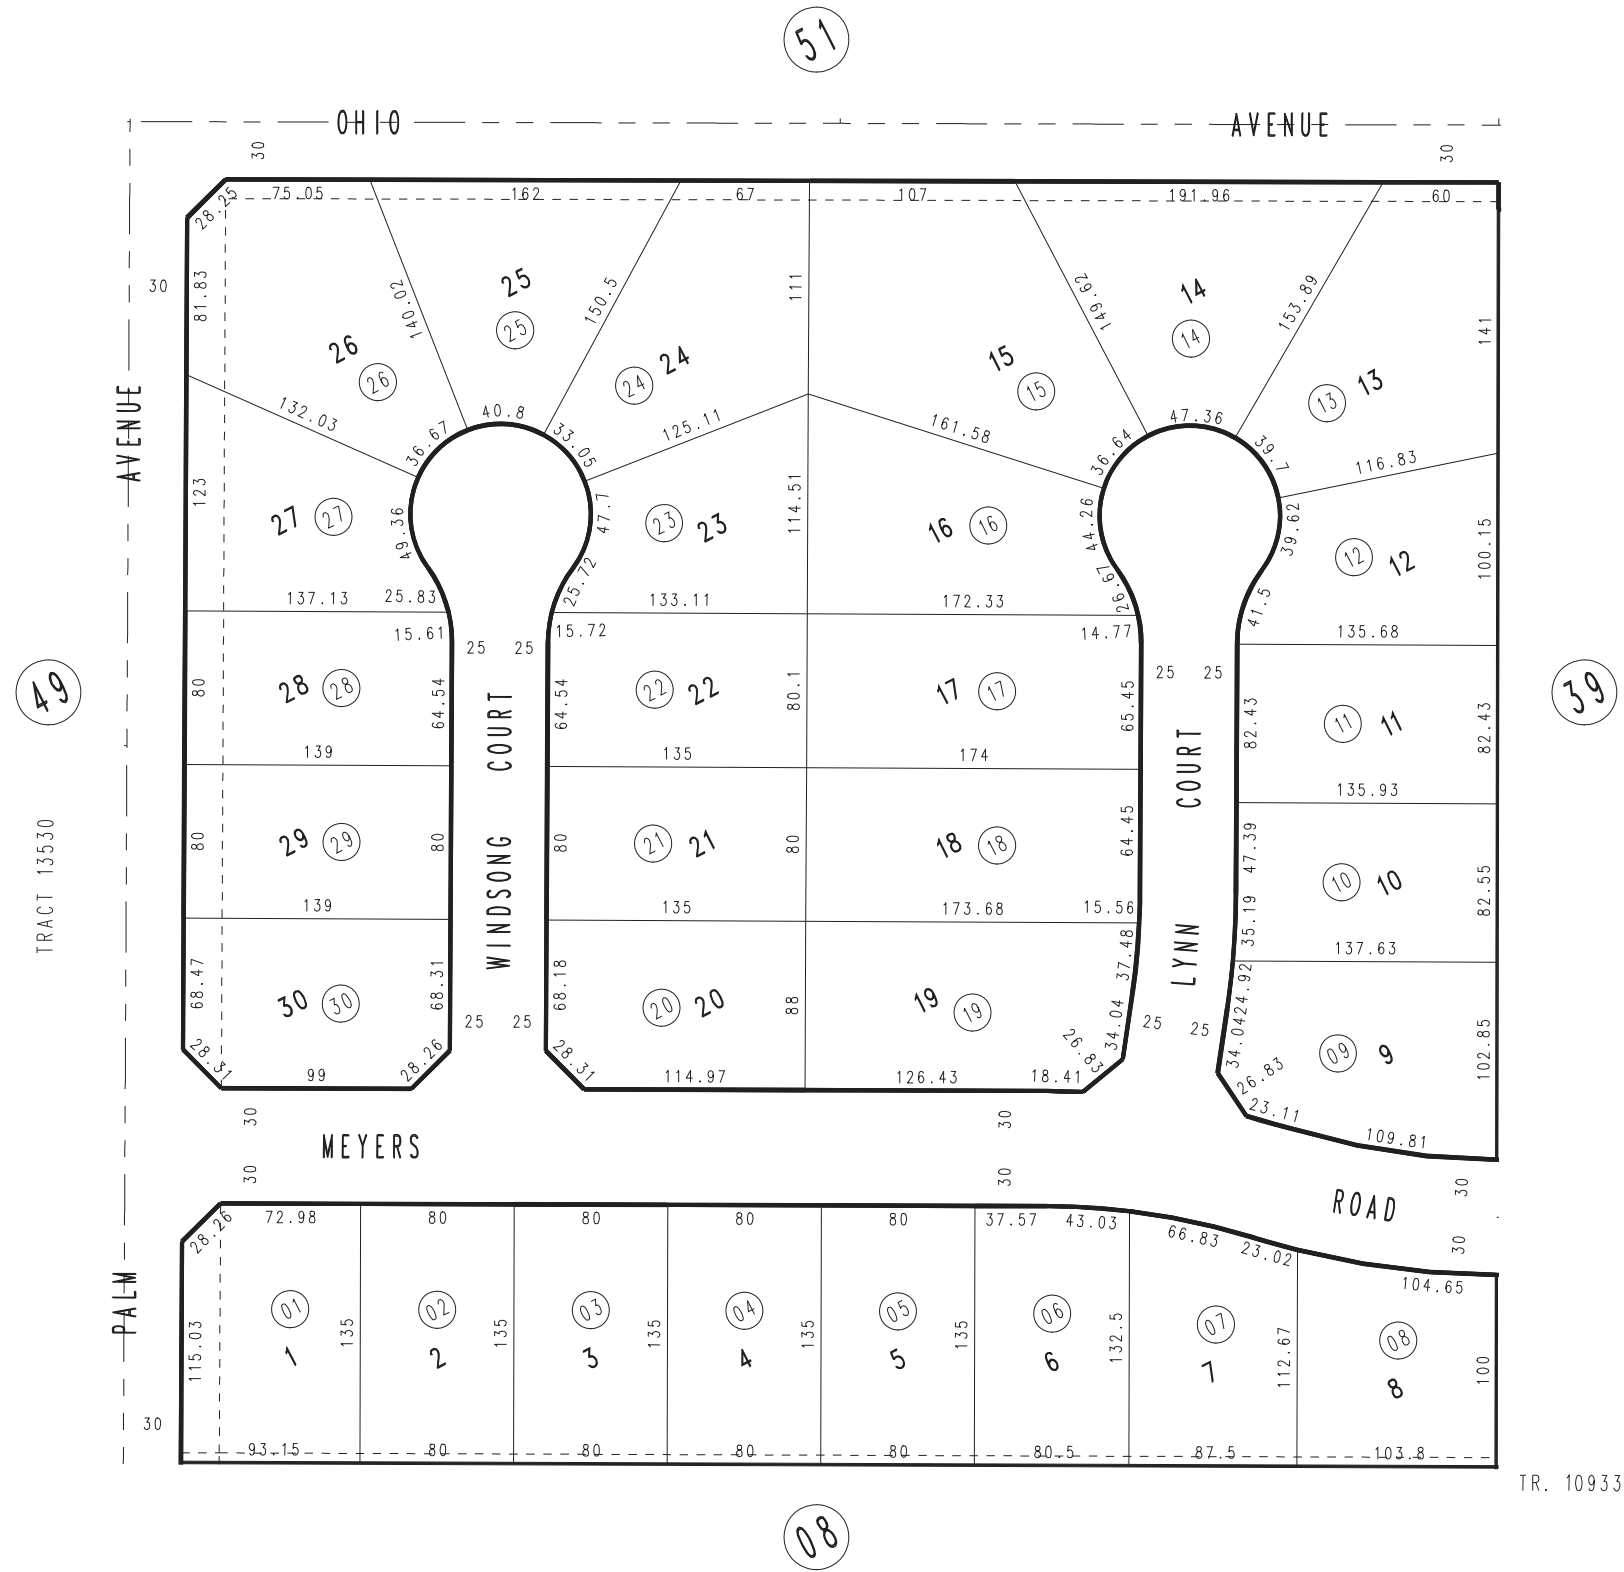 51
OHIO AVENUE
30 30
28.25 75.05 162 67 107 191.96 60
30 81.83 140.02 25 150.5 111 149.62 14 153.89 141
25 14
26 24 15 13
26 24 15 13
AVENUE
132.03 36.67 40.8 33.05 125.11 161.58 36.64 47.36 39.7 116.83
123 27 27 49.36 47.7 23 23 114.51 16 16 44.26 39.62 12 12 100.15
137.13 25.83 25.72 133.11 172.33 26.67 41.5
15.61 15.72 14.77 135.68
25 25 25 25
49 39
80 28 28 64.54 64.54 22 22 80.1 17 17 65.45 82.43 11 11 82.43
COURT COURT
139 135 174 135.93
TRACT 13530
80 29 29 80 80 21 21 80 18 18 64.45 47.39 10 10 82.55
WINDSONG LYNN
139 135 173.68 15.56 35.19 137.63
68.47 30 30 68.31 68.18 20 20 88 19 19 37.48 24.92
25 25 25 25
34.04 34.04 09 9 102.85
28.31 99 28.26 28.31 114.97 126.43 18.41 26.83 26.83
23.11 109.81
30 30
MEYERS ROAD
30 30 30
28.26 72.98 80 80 80 80 37.57 43.03 66.83 23.02 30
104.65
01 02 03 04 05 06 07 08
115.03 135 135 135 135 135 132.5 112.67 100
1 2 3 4 5 6 7 8
PALM
30
93.15 80 80 80 80 80.5 87.5 103.8
TR. 10933
08